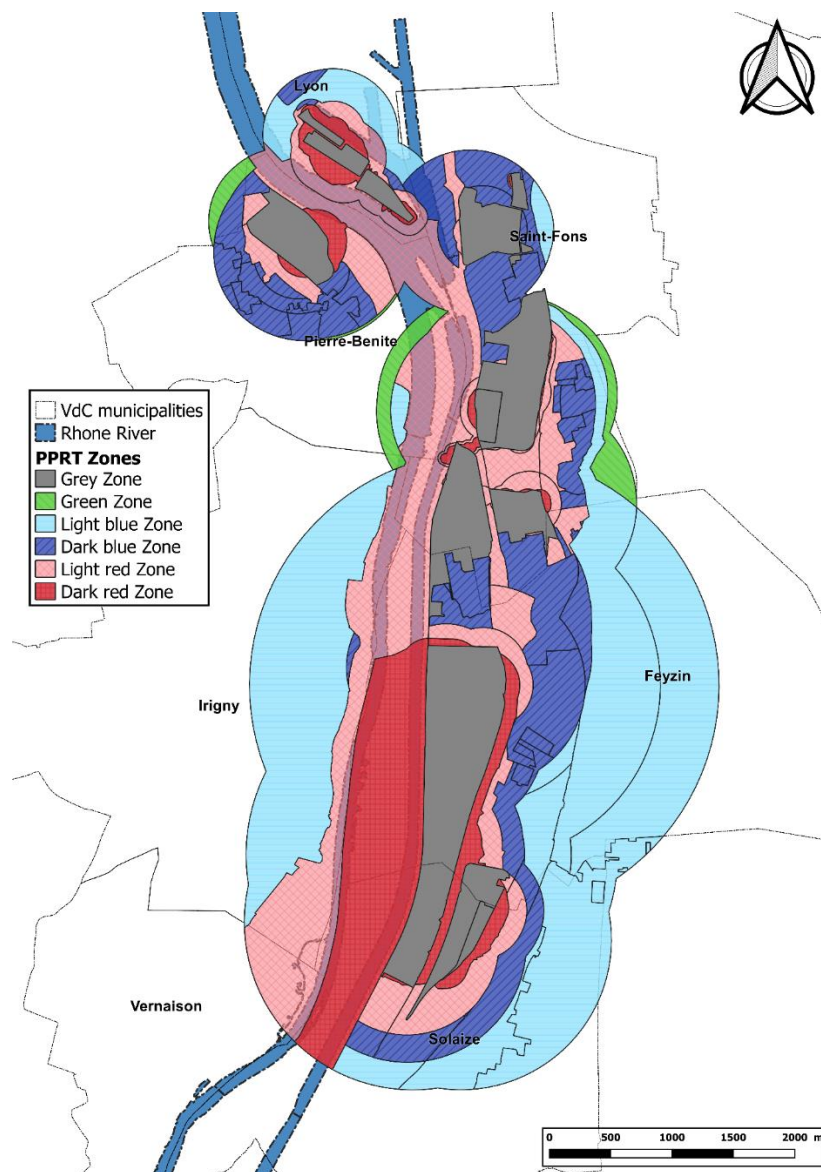 Lyon
Saint-Fons
Pierre-Benite
VdC municipalities
Rhone River
PPRT Zones
Grey Zone
Green Zone
Light blue Zone
Dark blue Zone
Light red Zone
Dark red Zone
Feyzin
Irigny
Vernaison
Solaize
0 500 1000 1500 2000 m